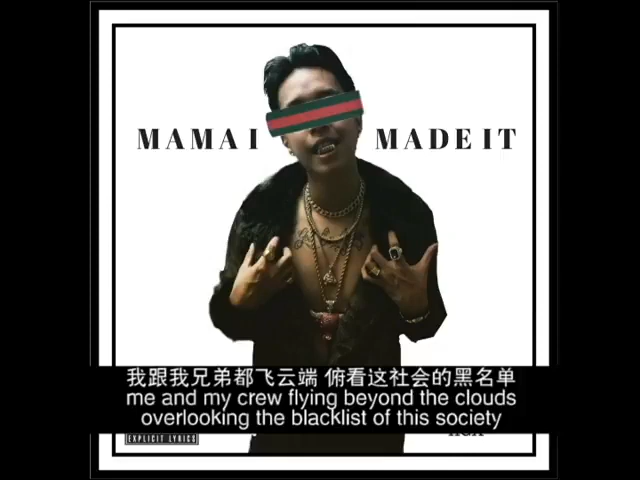 MAMA I MADE IT
我跟我兄弟都飞云端 俯看这社会的黑名单
me and my crew flying beyond the clouds
overlooking the blacklist of this society
EXPLICIT LYRICS